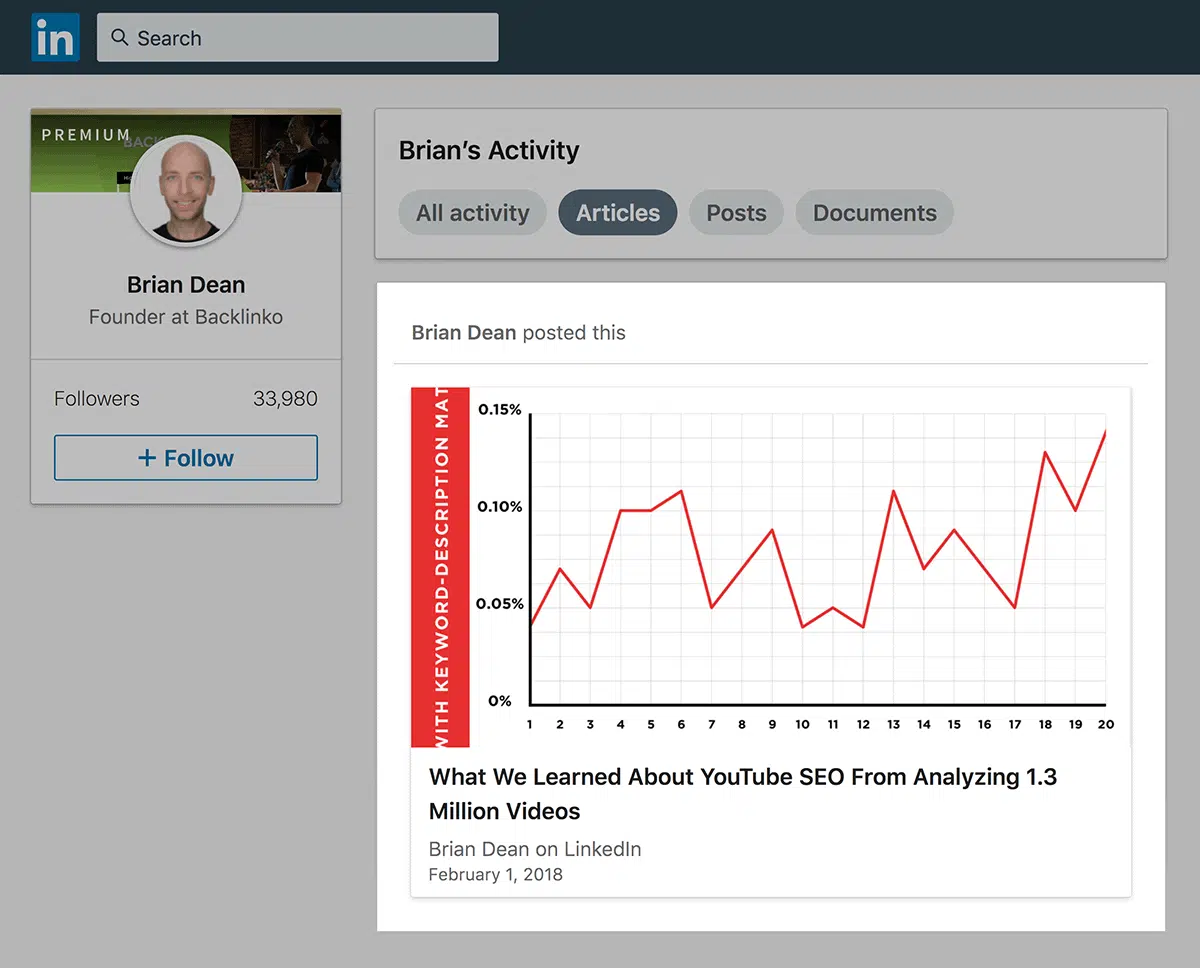 in
Search
PREMIUM
Brian Dean
Founder at Backlinko
Followers 33,980
+ Follow
Brian’s Activity
All activity Articles Posts Documents
Brian Dean posted this
WITH KEYWORD-DESCRIPTION
0.15%
0.10%
0.05%
0%
1 2 3 4 5 6 7 8 9 10 11 12 13 14 15 16 17 18 19 20
What We Learned About YouTube SEO From Analyzing 1.3
Million Videos
Brian Dean on LinkedIn
February 1, 2018